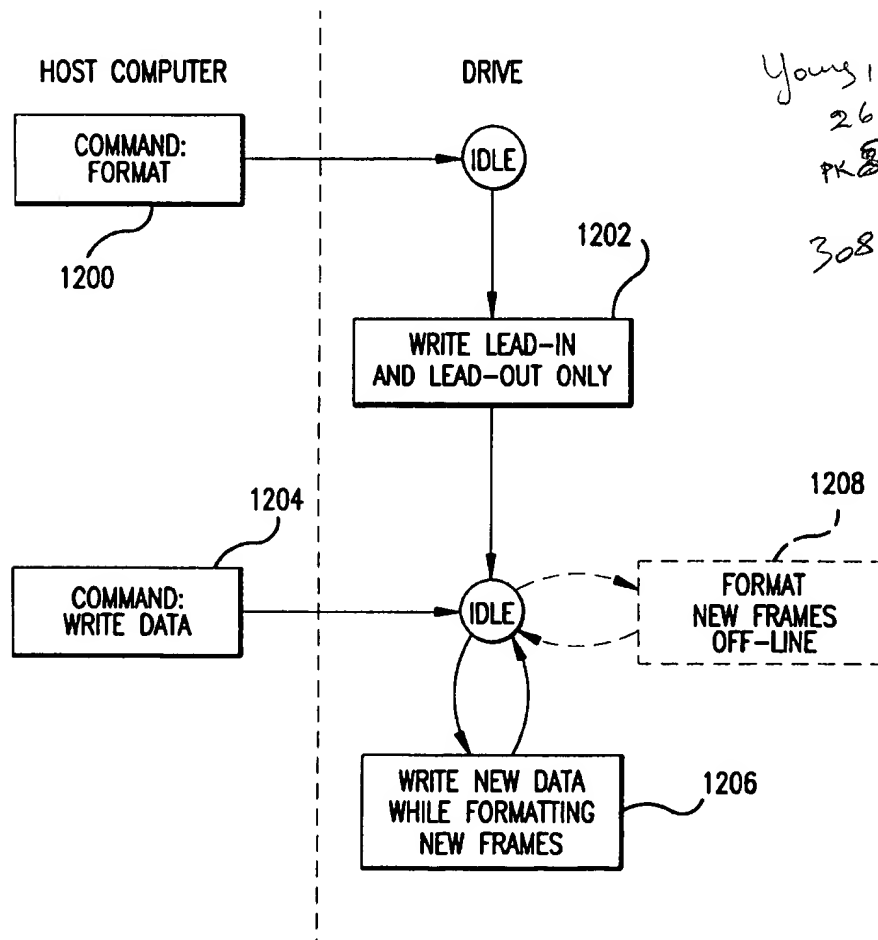 HOST COMPUTER
DRIVE
COMMAND:
FORMAT
IDLE
1200
1202
WRITE LEAD-IN
AND LEAD-OUT ONLY
1204
1208
COMMAND:
WRITE DATA
IDLE
FORMAT
NEW FRAMES
OFF-LINE
WRITE NEW DATA
WHILE FORMATTING
NEW FRAMES
1206
26
308